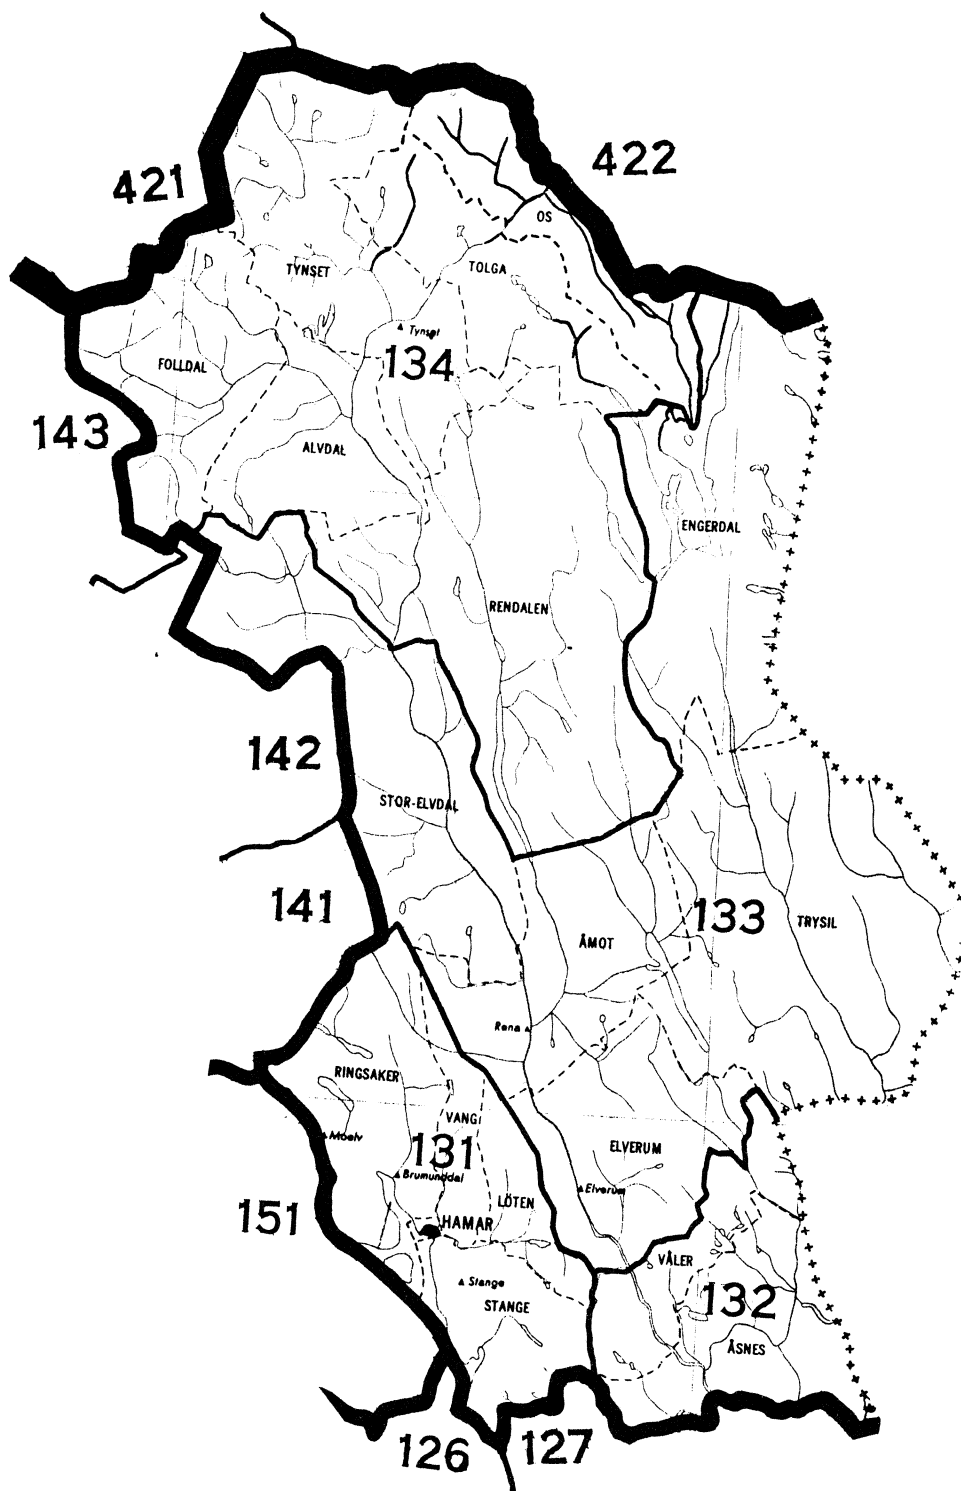 422
421
OS
TYNSET
TOLGA
Tynset
134
FOLLDAL
143
ALVDAL
ENGERDAL
RENDALEN
142
STOR-ELVDAL
141
133
TRYSIL
ÅMOT
Rena
RINGSAKER
VANG
Moelv
131
ELVERUM
Brumunddal
Elverum
LÖTEN
151
HAMAR
VÅLER
Stange
STANGE
132
ÅSNES
126
127